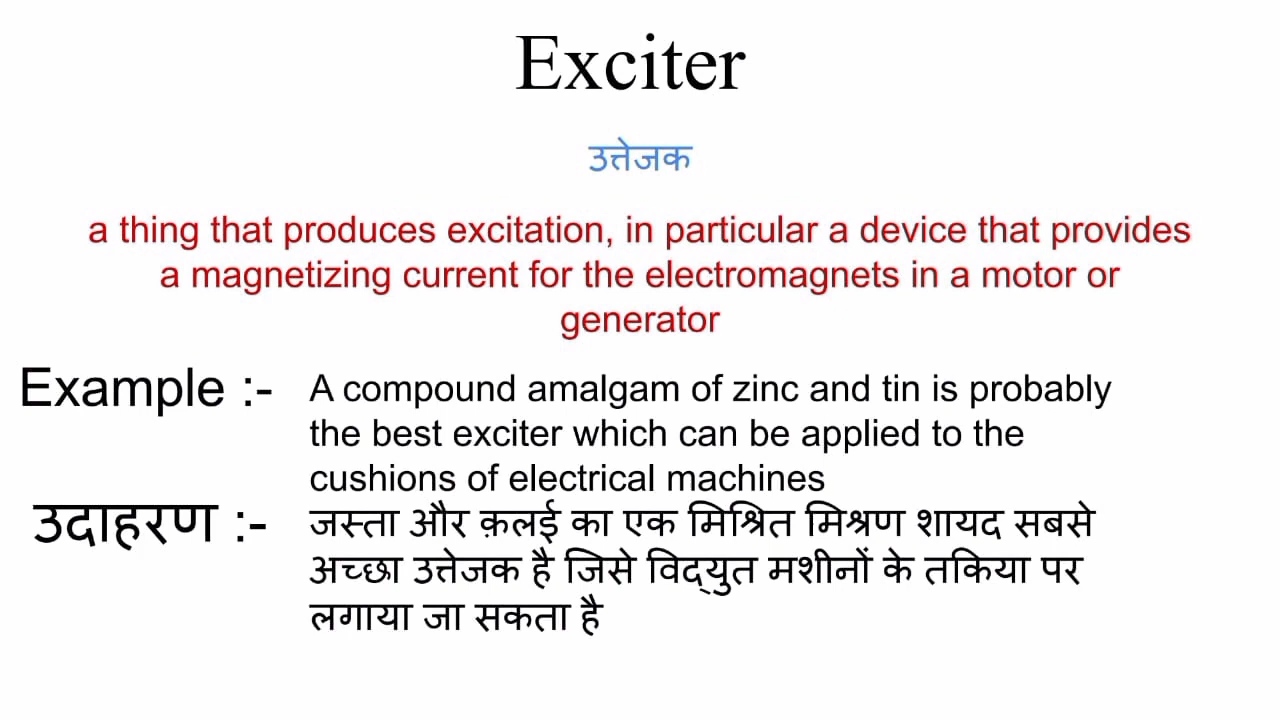 Exciter
उत्तेजक
a thing that produces excitation, in particular a device that provides
a magnetizing current for the electromagnets in a motor or
generator
Example :- A compound amalgam of zinc and tin is probably
the best exciter which can be applied to the
cushions of electrical machines
उदाहरण :- जस्ता और क़लई का एक मिश्रित मिश्रण शायद सबसे
अच्छा उत्तेजक है जिसे विद्युत मशीनों के तकिया पर
लगाया जा सकता है